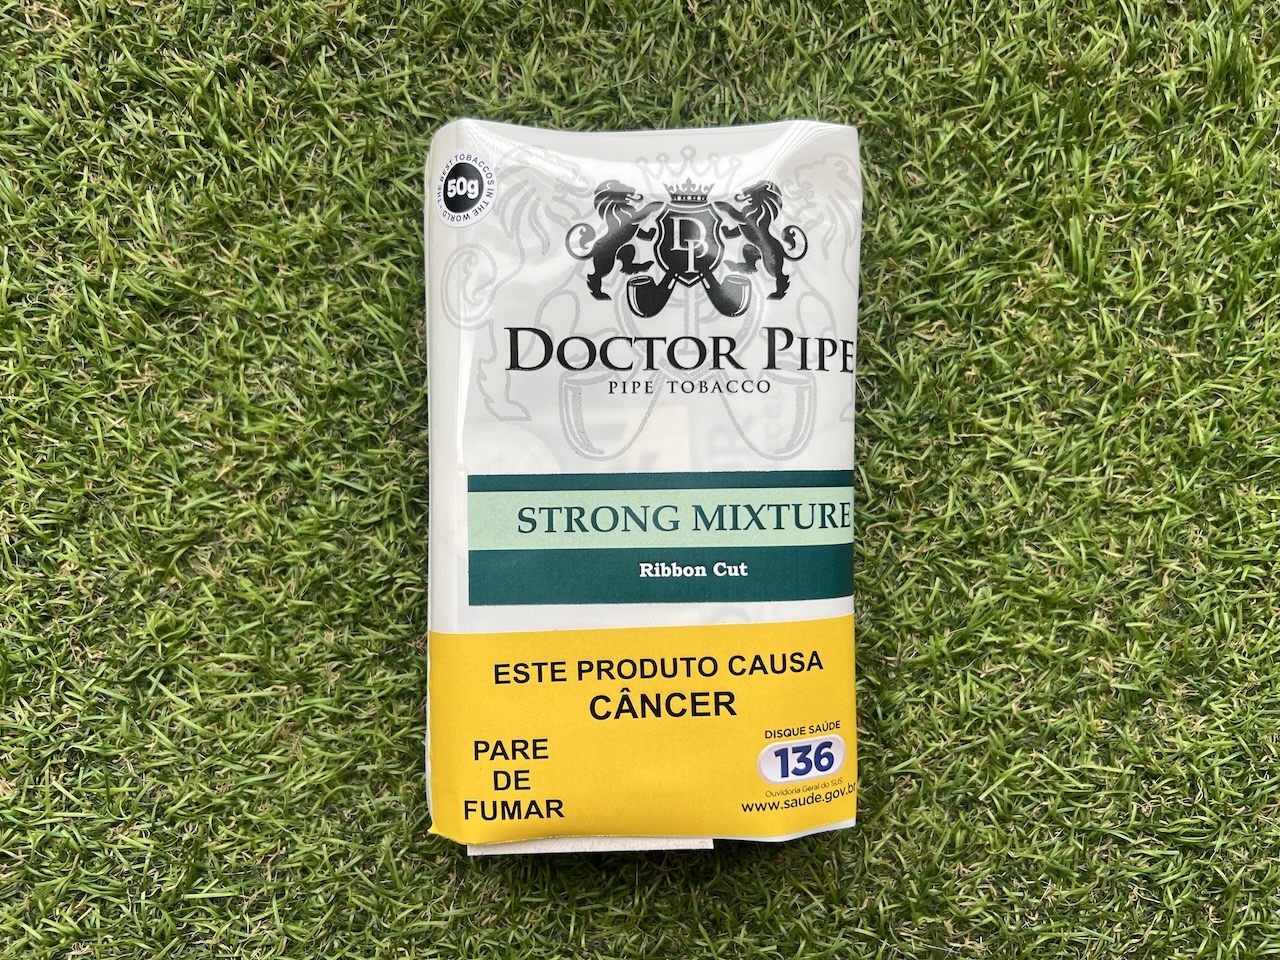 THE BEST TOBACCOS IN THE WORLD
50g
DP
DOCTOR PIPE
PIPE TOBACCO
STRONG MIXTURE
Ribbon Cut
ESTE PRODUTO CAUSA
CÂNCER
PARE
DE
FUMAR
DISQUE SAÚDE
136
Ouvidoria Geral do SUS
www.saude.gov.br